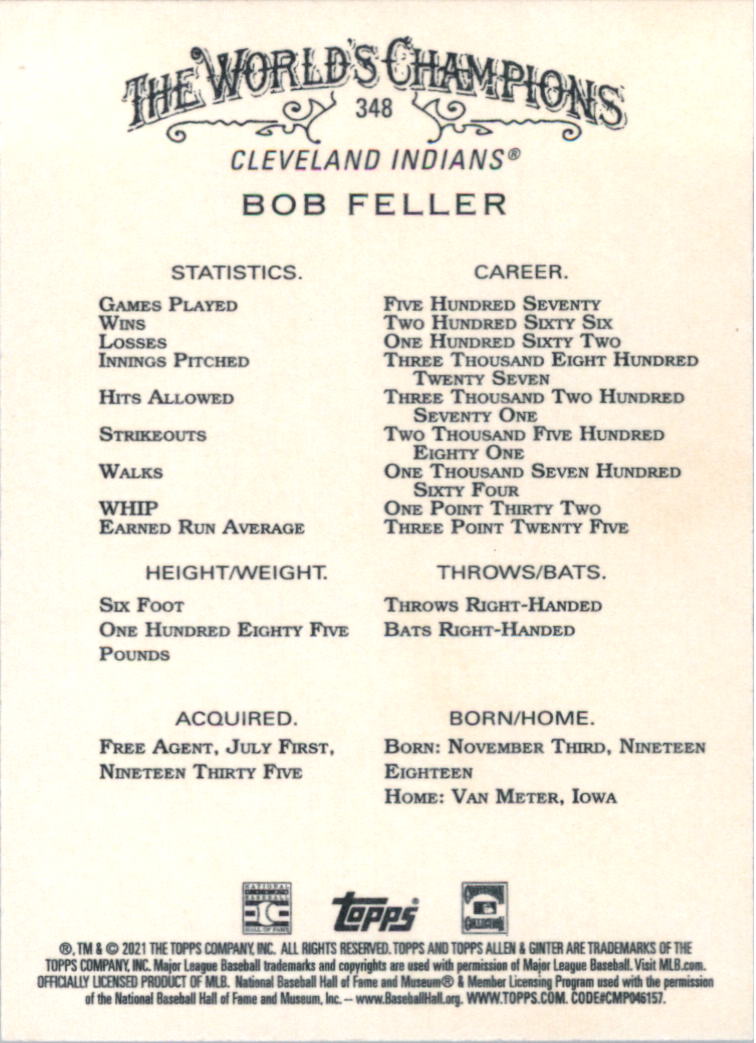 THE WORLD'S CHAMPIONS
348
CLEVELAND INDIANS®
BOB FELLER
STATISTICS. CAREER.
GAMES PLAYED FIVE HUNDRED SEVENTY
WINS TWO HUNDRED SIXTY SIX
LOSSES ONE HUNDRED SIXTY TWO
INNINGS PITCHED THREE THOUSAND EIGHT HUNDRED
TWENTY SEVEN
HITS ALLOWED THREE THOUSAND TWO HUNDRED
SEVENTY ONE
STRIKEOUTS TWO THOUSAND FIVE HUNDRED
EIGHTY ONE
WALKS ONE THOUSAND SEVEN HUNDRED
SIXTY FOUR
WHIP ONE POINT THIRTY TWO
EARNED RUN AVERAGE THREE POINT TWENTY FIVE
HEIGHT/WEIGHT.
SIX FOOT
ONE HUNDRED EIGHTY FIVE
POUNDS
THROWS/BATS.
THROWS RIGHT-HANDED
BATS RIGHT-HANDED
ACQUIRED.
FREE AGENT, JULY FIRST,
NINETEEN THIRTY FIVE
BORN/HOME.
BORN: NOVEMBER THIRD, NINETEEN
EIGHTEEN
HOME: VAN METER, IOWA
NATIONAL
BASEBALL
HALL OF FAME
Topps®
COOPERSTOWN
COLLECTION
®, TM & © 2021 THE TOPPS COMPANY, INC. ALL RIGHTS RESERVED. TOPPS AND TOPPS ALLEN & GINTER ARE TRADEMARKS OF THE
TOPPS COMPANY, INC. Major League Baseball trademarks and copyrights are used with permission of Major League Baseball. Visit MLB.com.
OFFICIALLY LICENSED PRODUCT OF MLB. National Baseball Hall of Fame and Museum® & Member Licensing Program used with the permission
of the National Baseball Hall of Fame and Museum, Inc. – www.BaseballHall.org. WWW.TOPPS.COM. CODE#CMP046157.